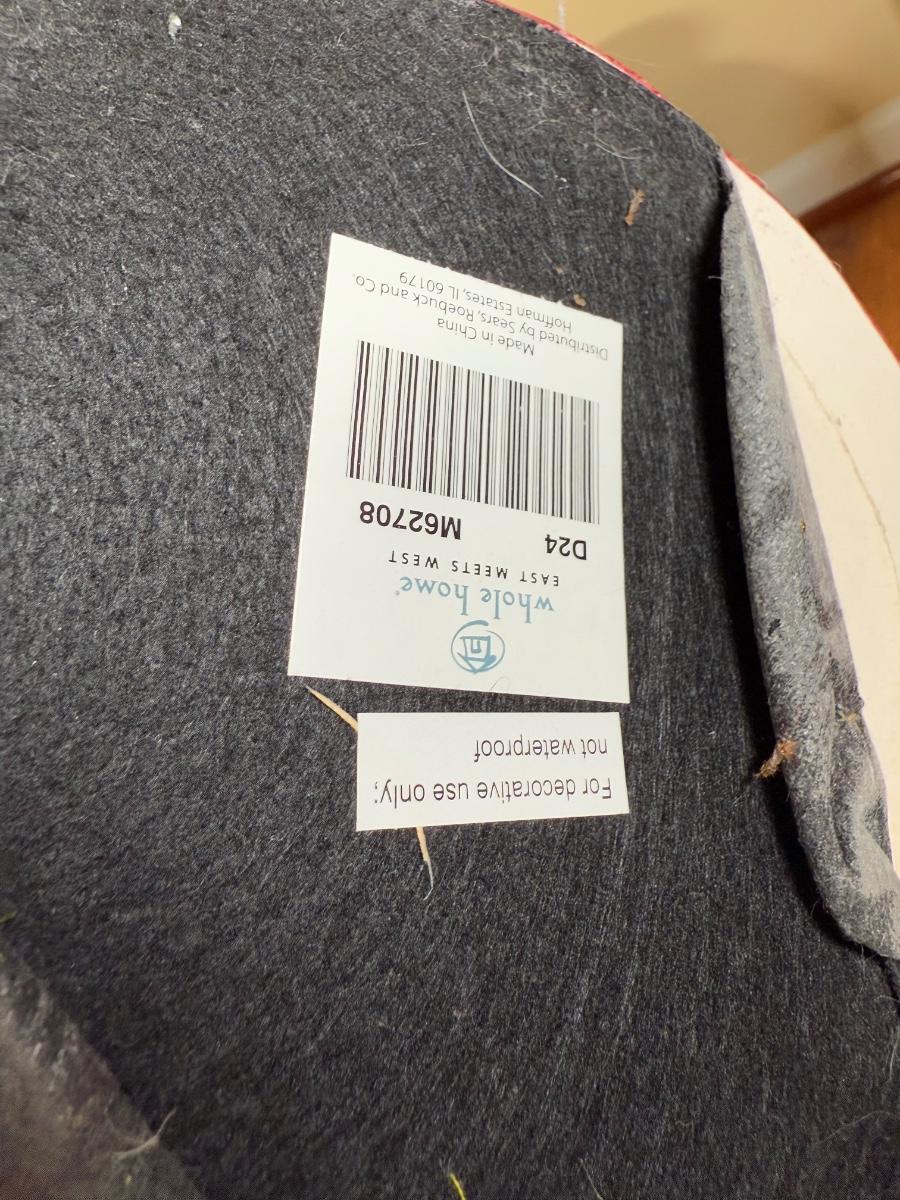 For decorative use only;
not waterproof
whole home®
EAST MEETS WEST
D24 M62708
Made in China
Distributed by Sears, Roebuck and Co.
Hoffman Estates, IL 60179